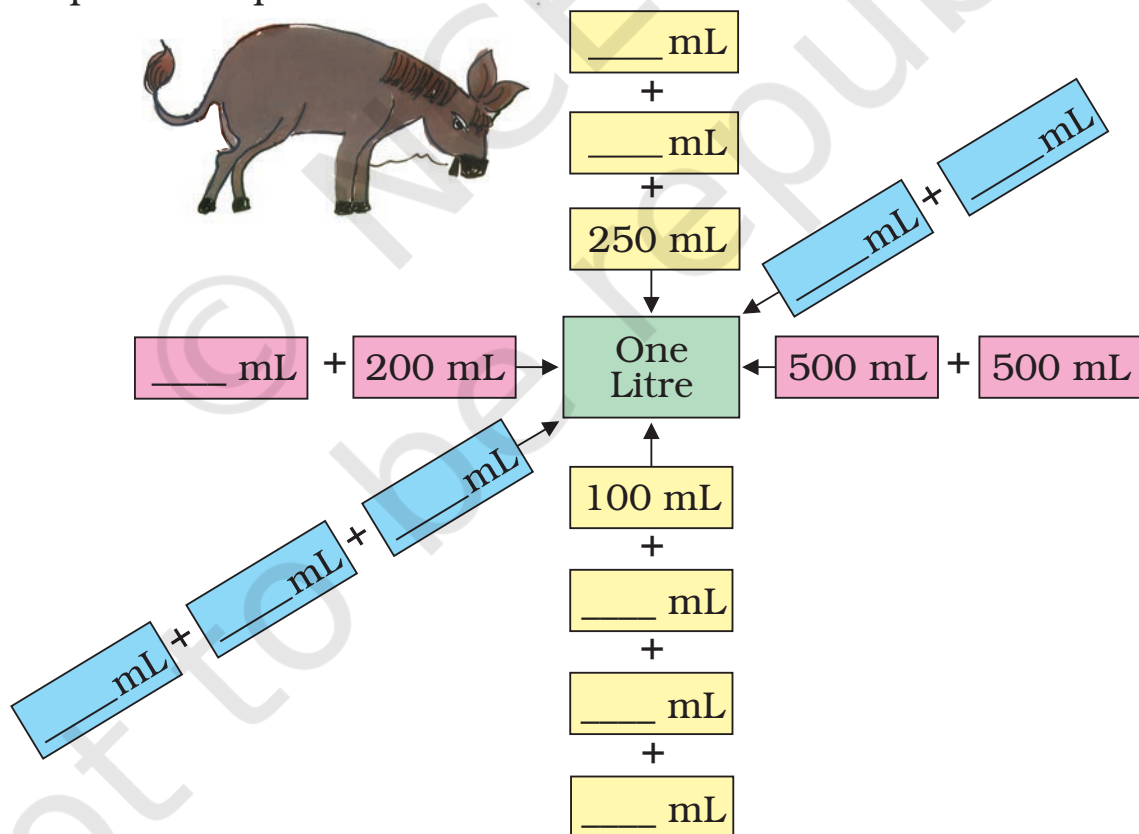 ____ mL
+
____ mL
+
250 mL
____ mL + ____ mL
____ mL + 200 mL
One
Litre
500 mL + 500 mL
____ mL + ____ mL + ____ mL
100 mL
+
____ mL
+
____ mL
+
____ mL